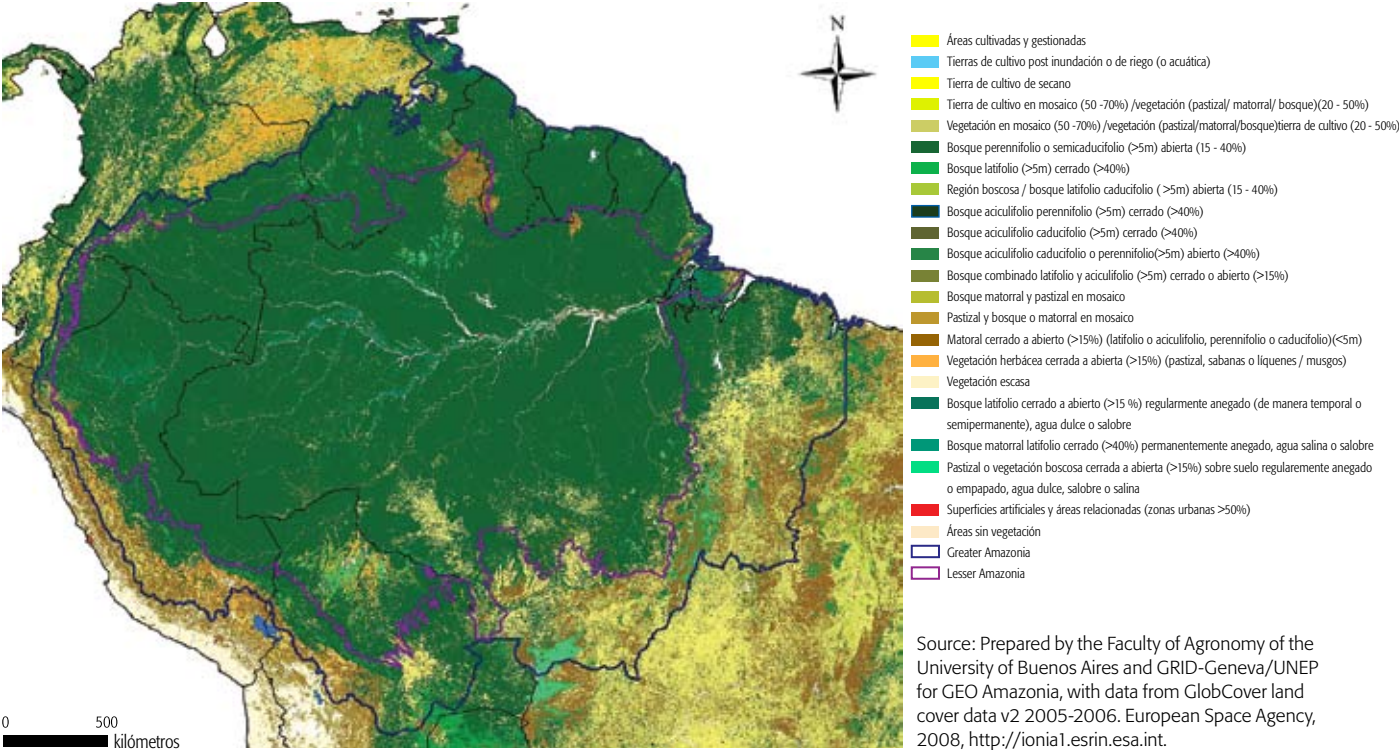 N
Áreas cultivadas y gestionadas
Tierras de cultivo post inundación o de riego (o acuática)
Tierra de cultivo de secano
Tierra de cultivo en mosaico (50 -70%) /vegetación (pastizal/ matorral/ bosque)(20 - 50%)
Vegetación en mosaico (50 -70%) /vegetación (pastizal/matorral/bosque)tierra de cultivo (20 - 50%)
Bosque perennifolio o semicaducifolio (>5m) abierta (15 - 40%)
Bosque latifolio (>5m) cerrado (>40%)
Región boscosa / bosque latifolio caducifolio ( >5m) abierta (15 - 40%)
Bosque aciculifolio perennifolio (>5m) cerrado (>40%)
Bosque aciculifolio caducifolio (>5m) cerrado (>40%)
Bosque aciculifolio caducifolio o perennifolio(>5m) abierto (>40%)
Bosque combinado latifolio y aciculifolio (>5m) cerrado o abierto (>15%)
Bosque matorral y pastizal en mosaico
Pastizal y bosque o matorral en mosaico
Matoral cerrado a abierto (>15%) (latifolio o aciculifolio, perennifolio o caducifolio)(<5m)
Vegetación herbácea cerrada a abierta (>15%) (pastizal, sabanas o líquenes / musgos)
Vegetación escasa
Bosque latifolio cerrado a abierto (>15 %) regularmente anegado (de manera temporal o
semipermanente), agua dulce o salobre
Bosque matorral latifolio cerrado (>40%) permanentemente anegado, agua salina o salobre
Pastizal o vegetación boscosa cerrada a abierta (>15%) sobre suelo regularemente anegado
o empapado, agua dulce, salobre o salina
Superficies artificiales y áreas relacionadas (zonas urbanas >50%)
Áreas sin vegetación
Greater Amazonia
Lesser Amazonia
Source: Prepared by the Faculty of Agronomy of the
University of Buenos Aires and GRID-Geneva/UNEP
for GEO Amazonia, with data from GlobCover land
cover data v2 2005-2006. European Space Agency,
2008, http://ionia1.esrin.esa.int.
0 500
kilómetros